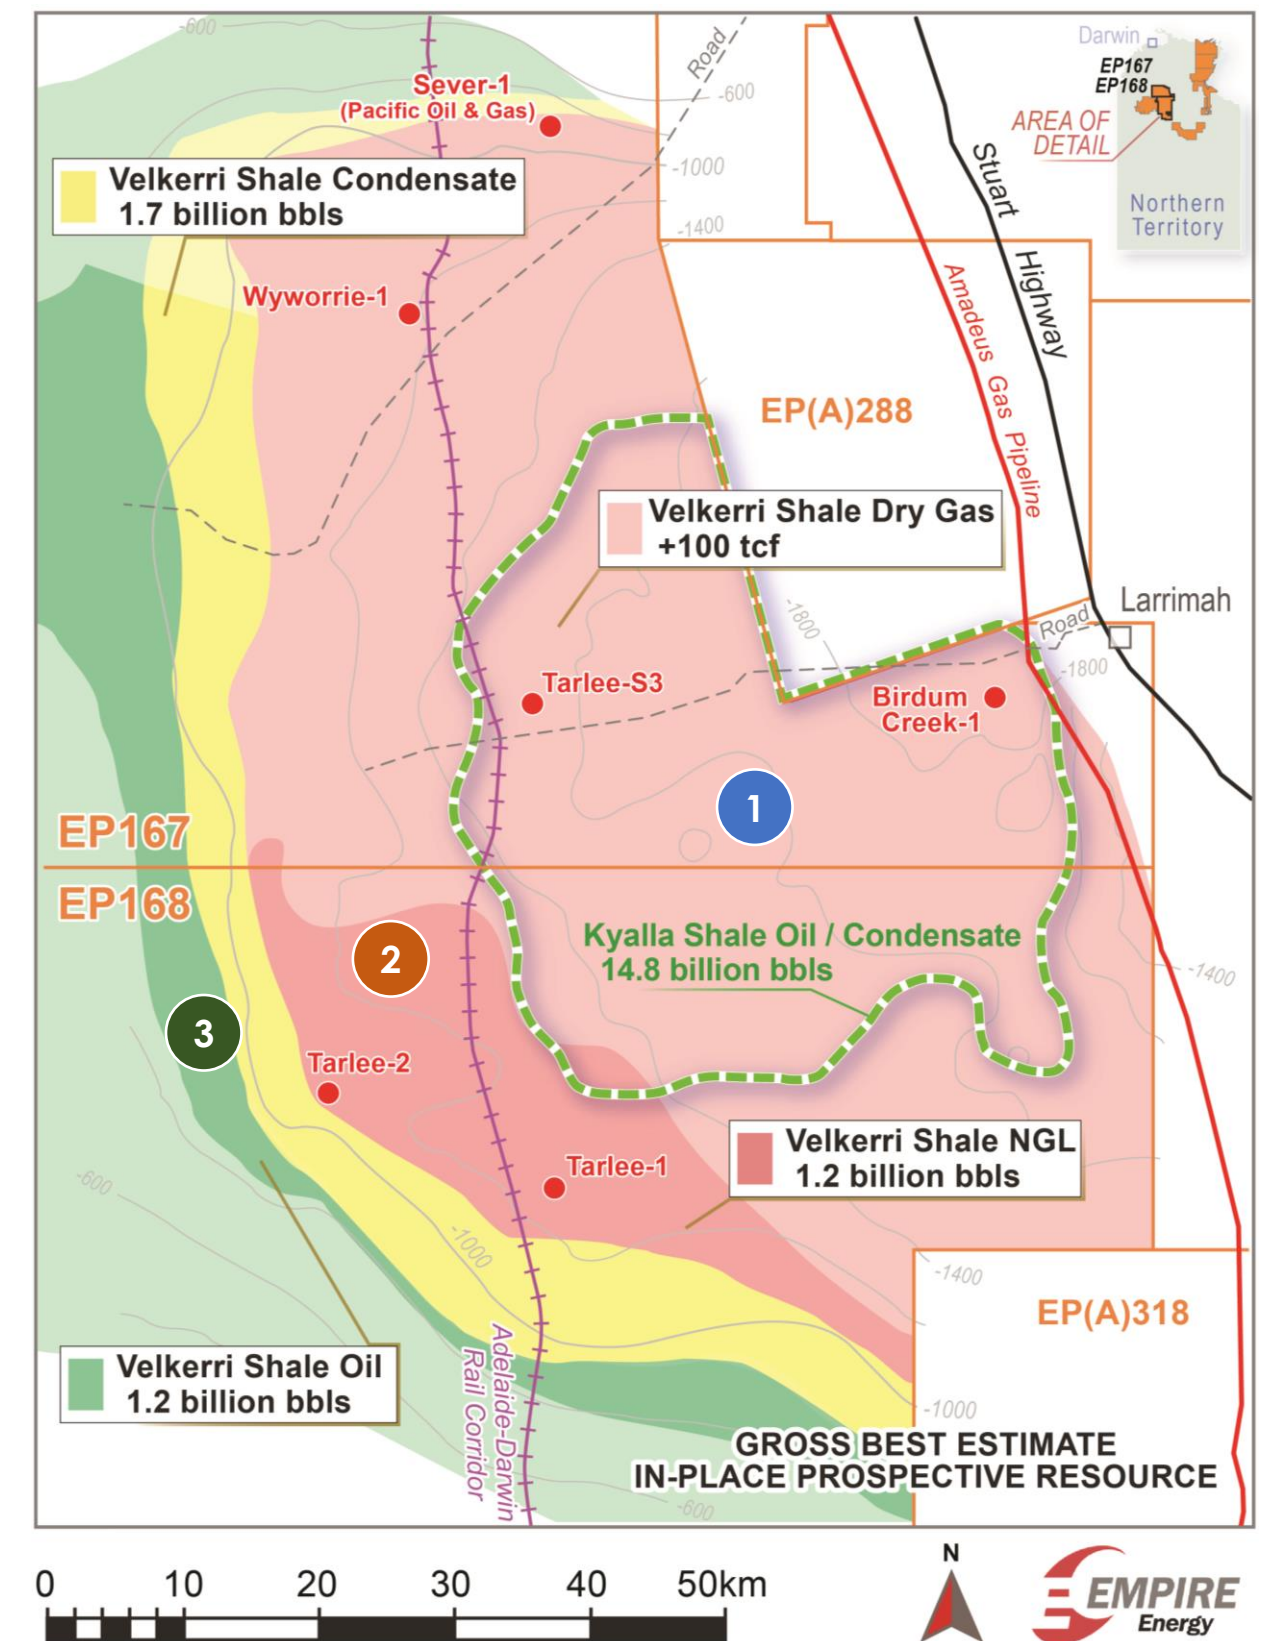 -600
Road
Darwin
EP167
EP168
AREA OF
DETAIL
Northern
Territory
Sever-1
(Pacific Oil & Gas)
-600
Stuart
Highway
-1000
Velkerri Shale Condensate
1.7 billion bbls
-1400
Wyworrie-1
Amadeus Gas Pipeline
EP(A)288
Velkerri Shale Dry Gas
+100 tcf
-1800
Larrimah
Road
-1800
Tarlee-S3
Birdum
Creek-1
1
EP167
EP168
2
Kyalla Shale Oil / Condensate
14.8 billion bbls
-1400
3
Tarlee-2
Velkerri Shale NGL
1.2 billion bbls
Tarlee-1
-600
-1000
-1400
EP(A)318
Velkerri Shale Oil
1.2 billion bbls
Adelaide-Darwin
Rail Corridor
-1000
GROSS BEST ESTIMATE
IN-PLACE PROSPECTIVE RESOURCE
-600
0 10 20 30 40 50km
N
EMPIRE
Energy